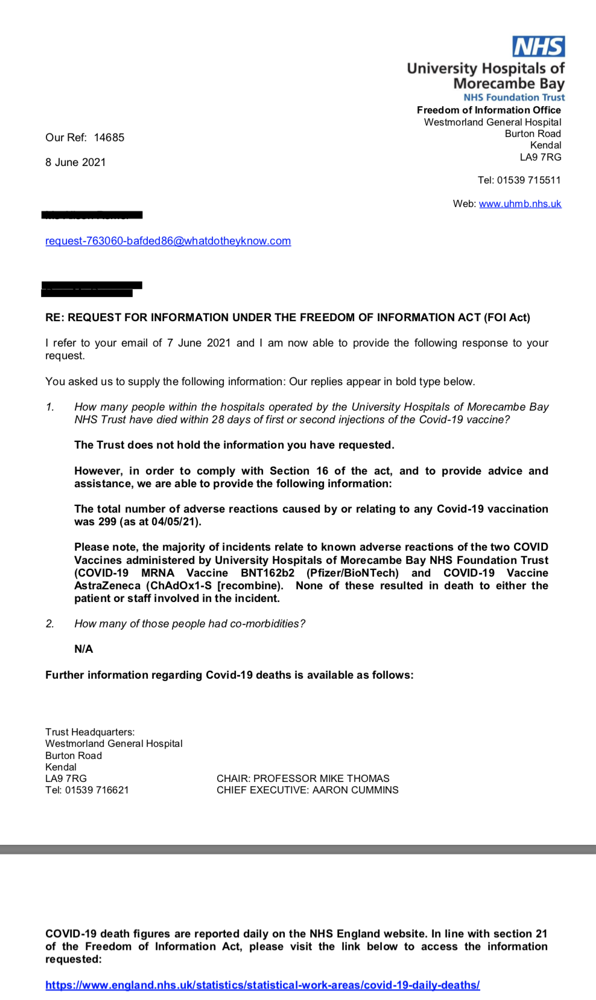 NHS
University Hospitals of
Morecambe Bay
NHS Foundation Trust
Freedom of Information Office
Westmorland General Hospital
Burton Road
Kendal
LA9 7RG
Our Ref: 14685
8 June 2021
Tel: 01539 715511
Web: www.uhmb.nhs.uk
request-763060-bafded86@whatdotheyknow.com
RE: REQUEST FOR INFORMATION UNDER THE FREEDOM OF INFORMATION ACT (FOI Act)
I refer to your email of 7 June 2021 and I am now able to provide the following response to your
request.
You asked us to supply the following information: Our replies appear in bold type below.
1. How many people within the hospitals operated by the University Hospitals of Morecambe Bay
NHS Trust have died within 28 days of first or second injections of the Covid-19 vaccine?
The Trust does not hold the information you have requested.
However, in order to comply with Section 16 of the act, and to provide advice and
assistance, we are able to provide the following information:
The total number of adverse reactions caused by or relating to any Covid-19 vaccination
was 299 (as at 04/05/21).
Please note, the majority of incidents relate to known adverse reactions of the two COVID
Vaccines administered by University Hospitals of Morecambe Bay NHS Foundation Trust
(COVID-19 MRNA Vaccine BNT162b2 (Pfizer/BioNTech) and COVID-19 Vaccine
AstraZeneca (ChAdOx1-S [recombine). None of these resulted in death to either the
patient or staff involved in the incident.
2. How many of those people had co-morbidities?
N/A
Further information regarding Covid-19 deaths is available as follows:
Trust Headquarters:
Westmorland General Hospital
Burton Road
Kendal
LA9 7RG
Tel: 01539 716621
CHAIR: PROFESSOR MIKE THOMAS
CHIEF EXECUTIVE: AARON CUMMINS
COVID-19 death figures are reported daily on the NHS England website. In line with section 21
of the Freedom of Information Act, please visit the link below to access the information
requested:
https://www.england.nhs.uk/statistics/statistical-work-areas/covid-19-daily-deaths/